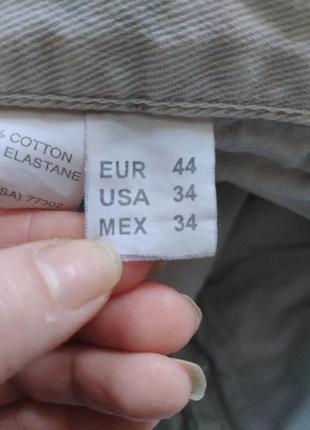 % COTTON
ELASTANE
SA) 77302
EUR 44
USA 34
MEX 34